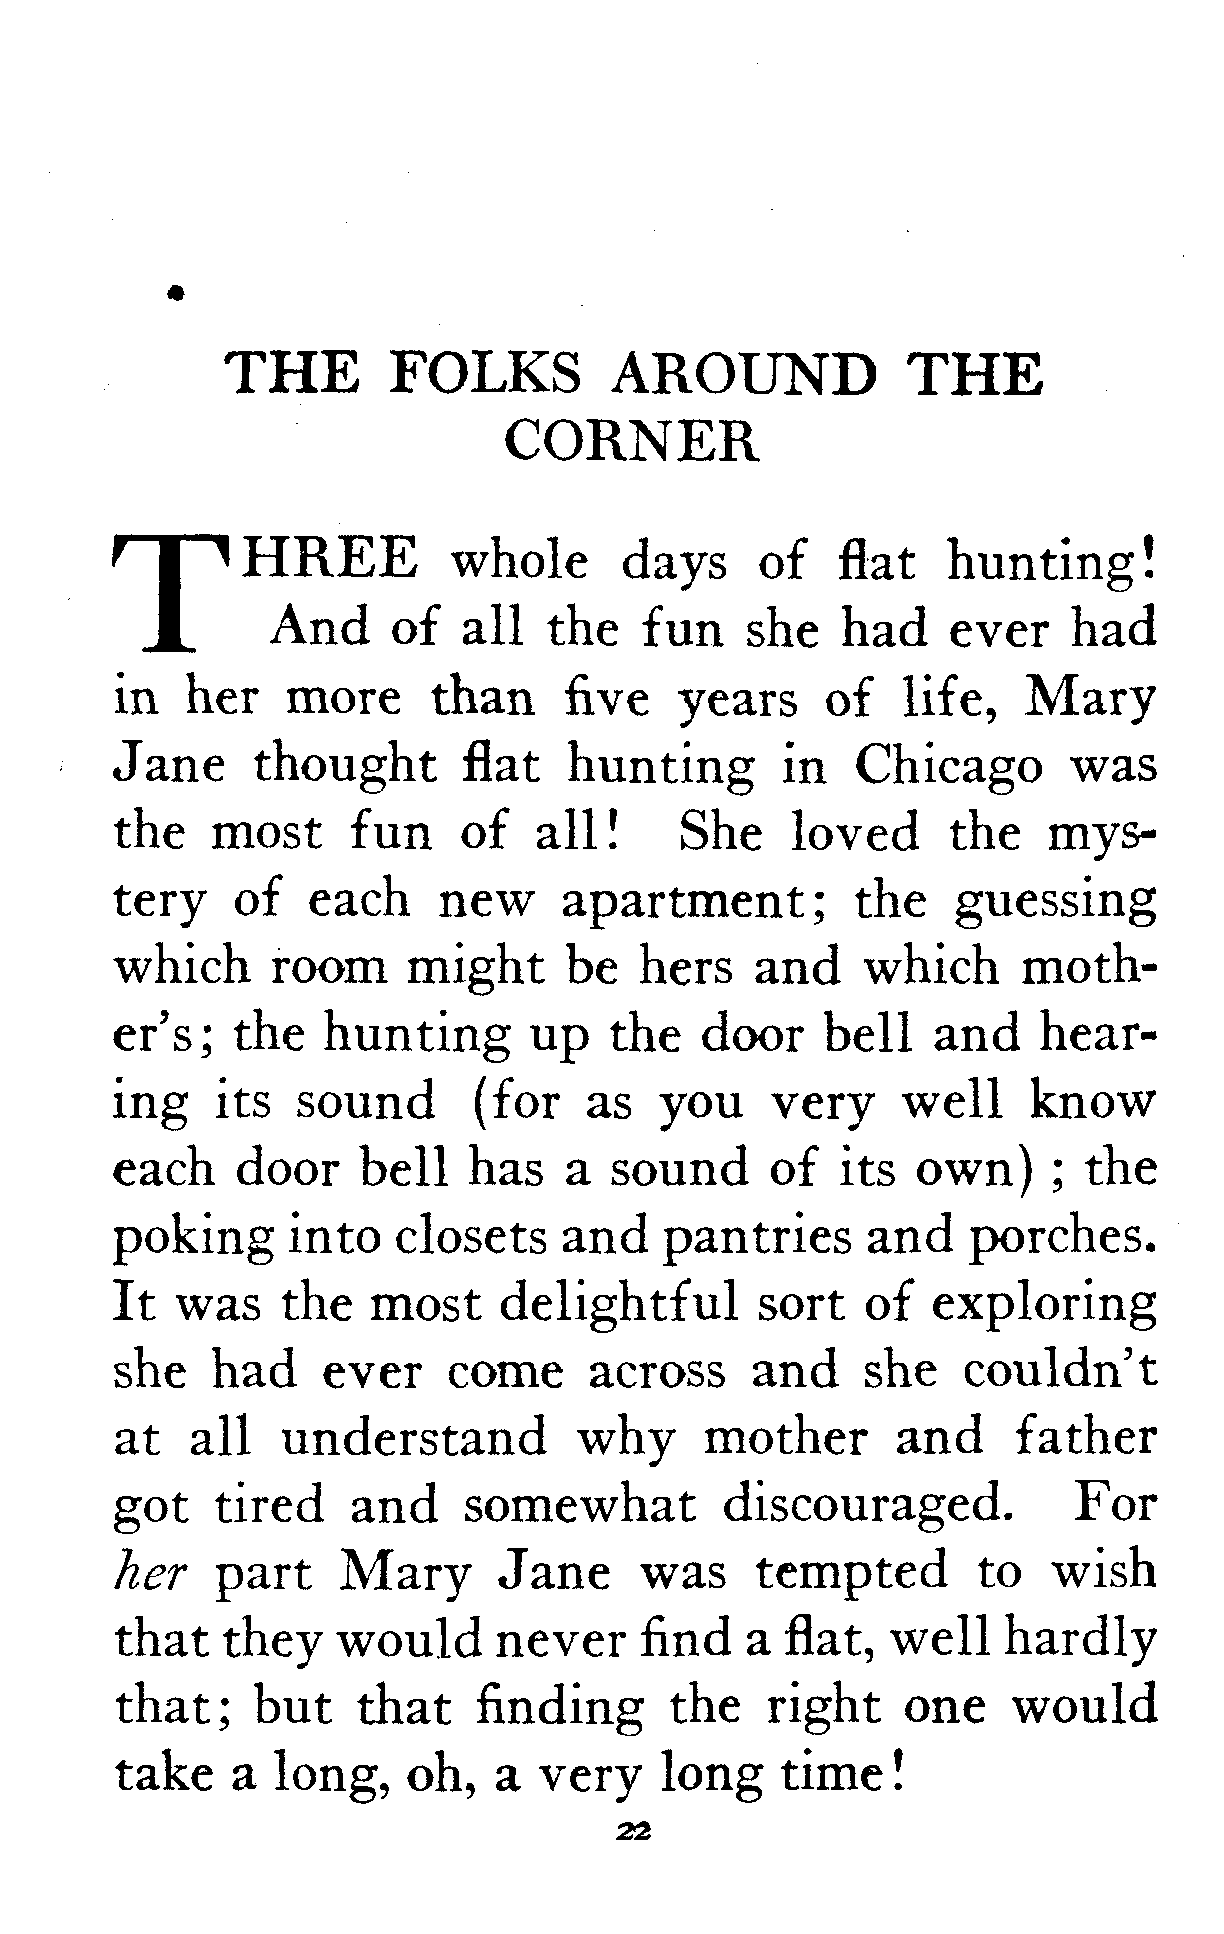 THE FOLKS AROUND THE
CORNER
THREE whole days of flat hunting!
And of all the fun she had ever had
in her more than five years of life, Mary
Jane thought flat hunting in Chicago was
the most fun of all! She loved the mys-
tery of each new apartment; the guessing
which room might be hers and which moth-
er's; the hunting up the door bell and hear-
ing its sound (for as you very well know
each door bell has a sound of its own); the
poking into closets and pantries and porches.
It was the most delightful sort of exploring
she had ever come across and she couldn't
at all understand why mother and father
got tired and somewhat discouraged. For
her part Mary Jane was tempted to wish
that they would never find a flat, well hardly
that; but that finding the right one would
take a long, oh, a very long time!
22